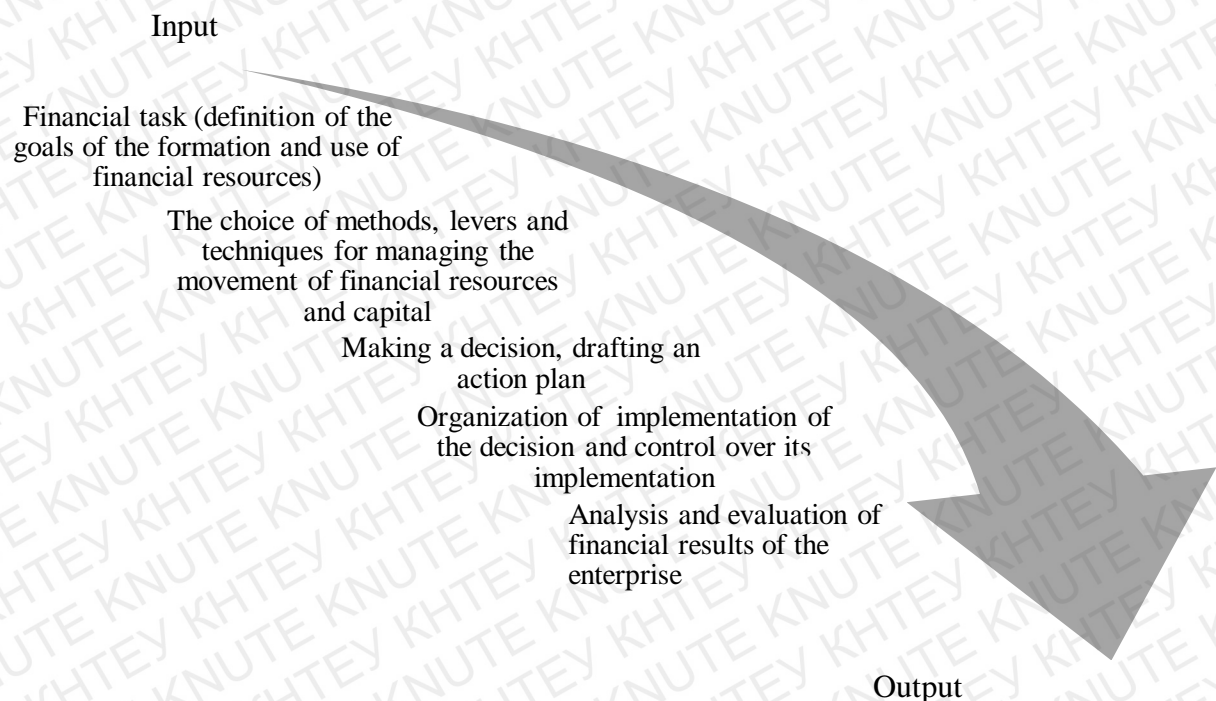 Input
Financial task (definition of the
goals of the formation and use of
financial resources)
The choice of methods, levers and
techniques for managing the
movement of financial resources
and capital
Making a decision, drafting an
action plan
Organization of implementation of
the decision and control over its
implementation
Analysis and evaluation of
financial results of the
enterprise
Output